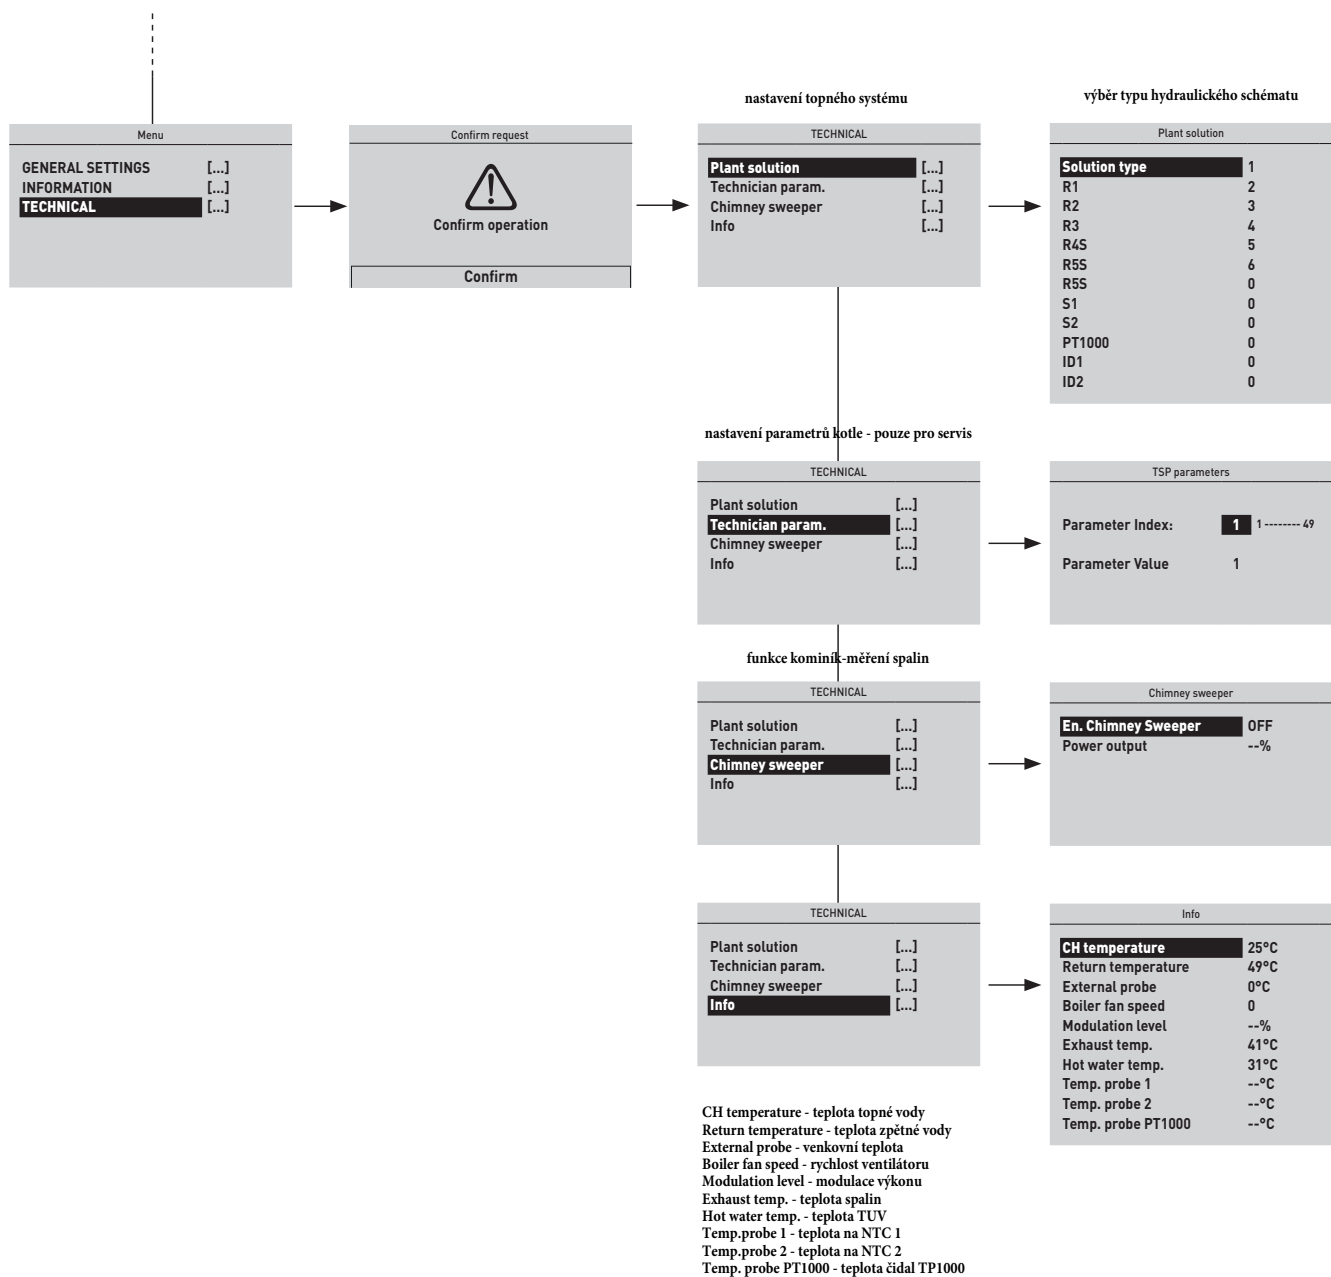 nastavení topného systému
výběr typu hydraulického schématu
Menu
GENERAL SETTINGS [...]
INFORMATION [...]
TECHNICAL [...]
Confirm request
Confirm operation
Confirm
TECHNICAL
Plant solution [...]
Technician param. [...]
Chimney sweeper [...]
Info [...]
Plant solution
Solution type 1
R1 2
R2 3
R3 4
R4S 5
R5S 6
R5S 0
S1 0
S2 0
PT1000 0
ID1 0
ID2 0
nastavení parametrů kotle - pouze pro servis
TECHNICAL
Plant solution [...]
Technician param. [...]
Chimney sweeper [...]
Info [...]
TSP parameters
Parameter Index: 1 1 -------- 49
Parameter Value 1
funkce kominík-měření spalin
TECHNICAL
Plant solution [...]
Technician param. [...]
Chimney sweeper [...]
Info [...]
Chimney sweeper
En. Chimney Sweeper OFF
Power output --%
TECHNICAL
Plant solution [...]
Technician param. [...]
Chimney sweeper [...]
Info [...]
Info
CH temperature 25°C
Return temperature 49°C
External probe 0°C
Boiler fan speed 0
Modulation level --%
Exhaust temp. 41°C
Hot water temp. 31°C
Temp. probe 1 --°C
Temp. probe 2 --°C
Temp. probe PT1000 --°C
CH temperature - teplota topné vody
Return temperature - teplota zpětné vody
External probe - venkovní teplota
Boiler fan speed - rychlost ventilátoru
Modulation level - modulace výkonu
Exhaust temp. - teplota spalin
Hot water temp. - teplota TUV
Temp.probe 1 - teplota na NTC 1
Temp.probe 2 - teplota na NTC 2
Temp. probe PT1000 - teplota čidal TP1000